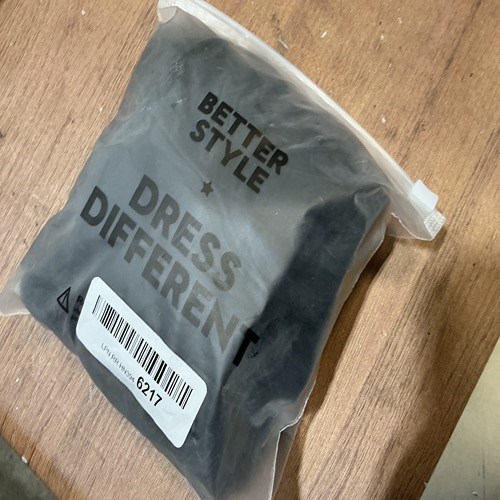 BETTER
STYLE
★
DRESS
DIFFERENT
6217